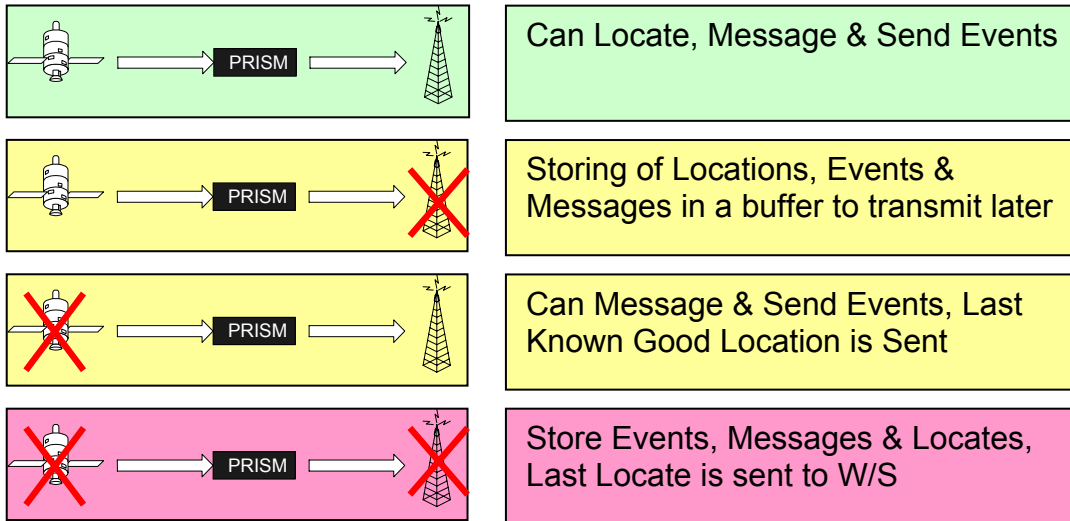 PRISM
Can Locate, Message & Send Events
PRISM
Storing of Locations, Events &
Messages in a buffer to transmit later
PRISM
Can Message & Send Events, Last
Known Good Location is Sent
PRISM
Store Events, Messages & Locates,
Last Locate is sent to W/S